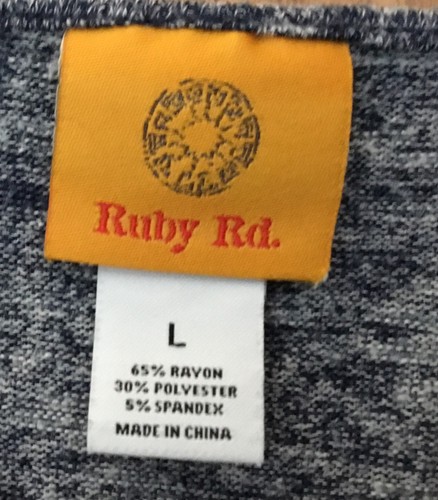 Ruby Rd.
L
65% RAYON
30% POLYESTER
5% SPANDEX
MADE IN CHINA